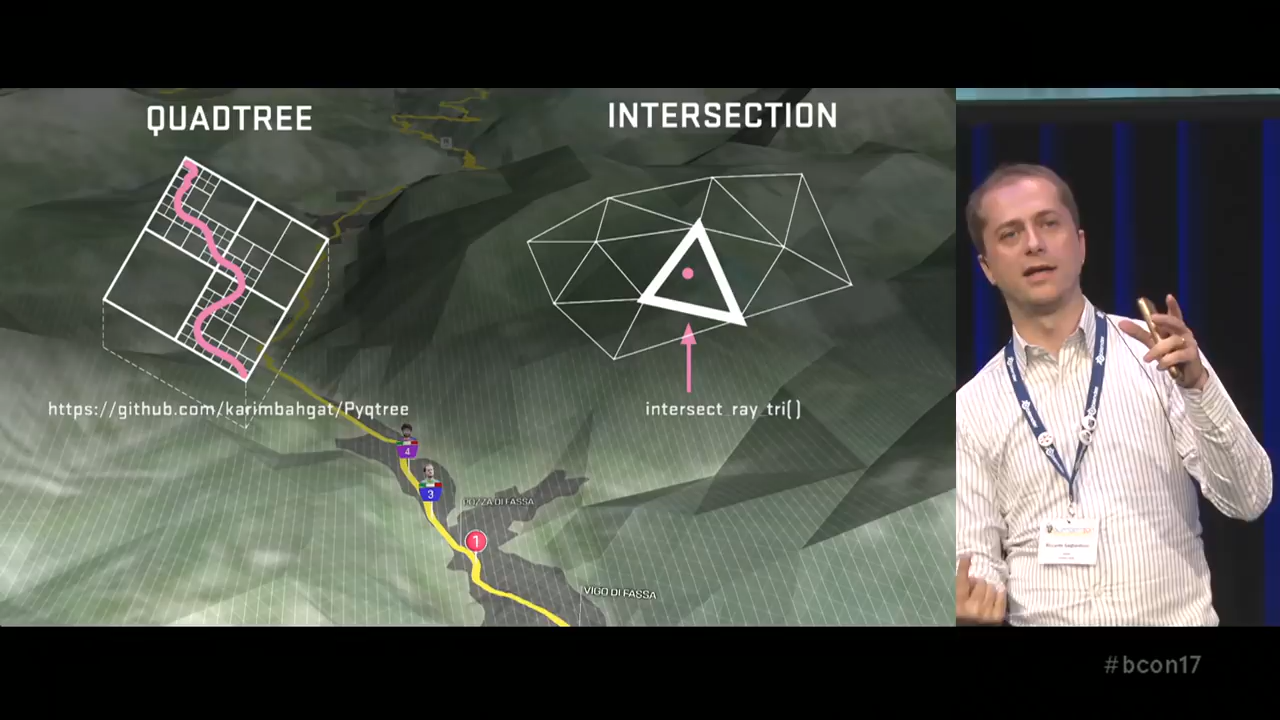 QUADTREE
INTERSECTION
https://github.com/karimbahgat/Pyqtree
intersect_ray_tri()
4
3
POZZA DI FASSA
1
VIGO DI FASSA
#bcon17